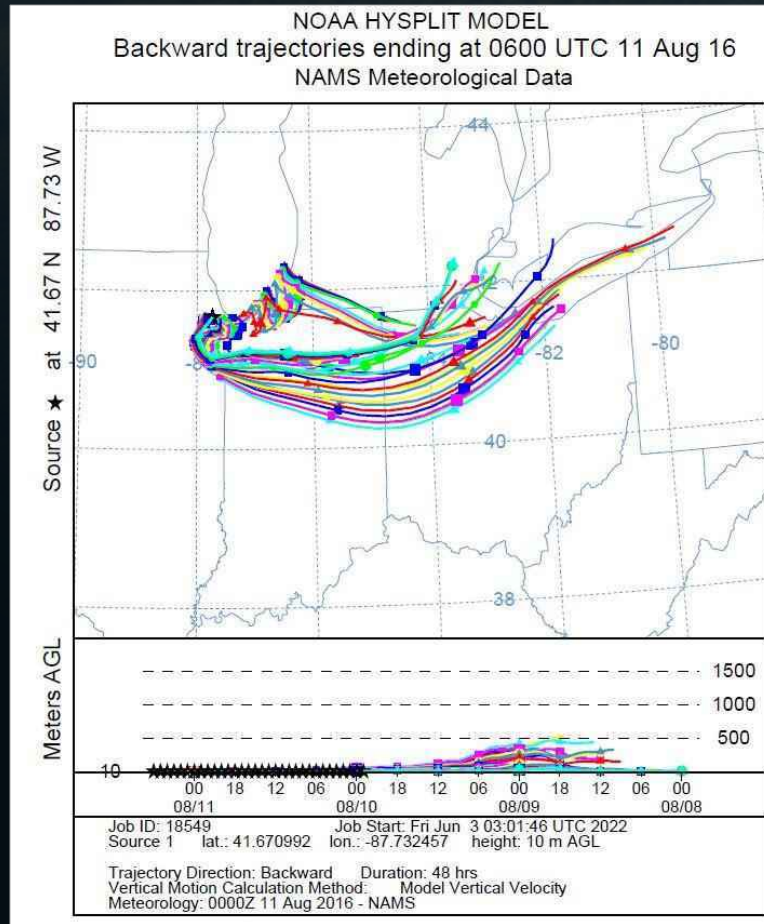 NOAA HYSPLIT MODEL
Backward trajectories ending at 0600 UTC 11 Aug 16
NAMS Meteorological Data
Source ★ at 41.67 N 87.73 W
44
-90
-82
-80
40
38
Meters AGL
1500
1000
500
10
00 18 12 06 00 18 12 06 00 18 12 06 00
08/11 08/10 08/09 08/08
Job ID: 18549 Job Start: Fri Jun 3 03:01:46 UTC 2022
Source 1 lat.: 41.670992 lon.: -87.732457 height: 10 m AGL
Trajectory Direction: Backward Duration: 48 hrs
Vertical Motion Calculation Method: Model Vertical Velocity
Meteorology: 0000Z 11 Aug 2016 - NAMS